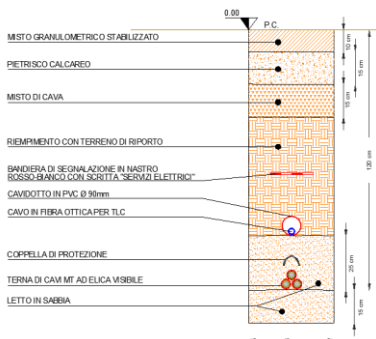 0.00
P.C.
MISTO GRANULOMETRICO STABILIZZATO
10 cm
PIETRISCO CALCAREO
15 cm
MISTO DI CAVA
15 cm
120 cm
RIEMPIMENTO CON TERRENO DI RIPORTO
BANDIERA DI SEGNALAZIONE IN NASTRO
ROSSO-BIANCO CON SCRITTA "SERVIZI ELETTRICI"
CAVIDOTTO IN PVC Ø 90mm
CAVO IN FIBRA OTTICA PER TLC
COPPELLA DI PROTEZIONE
25 cm
TERNA DI CAVI MT AD ELICA VISIBILE
LETTO IN SABBIA
15 cm